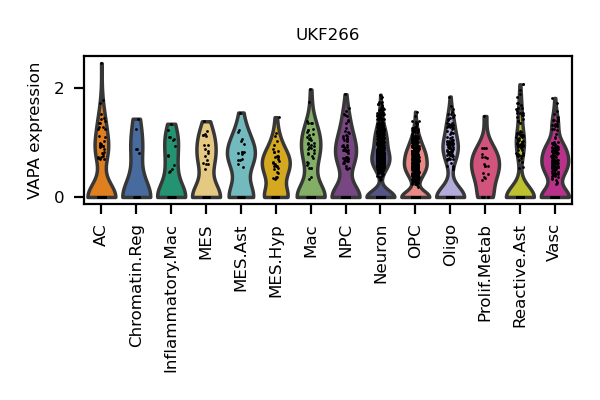 UKF266
VAPA expression
2
0
AC
Chromatin.Reg
Inflammatory.Mac
MES
MES.Ast
MES.Hyp
Mac
NPC
Neuron
OPC
Oligo
Prolif.Metab
Reactive.Ast
Vasc